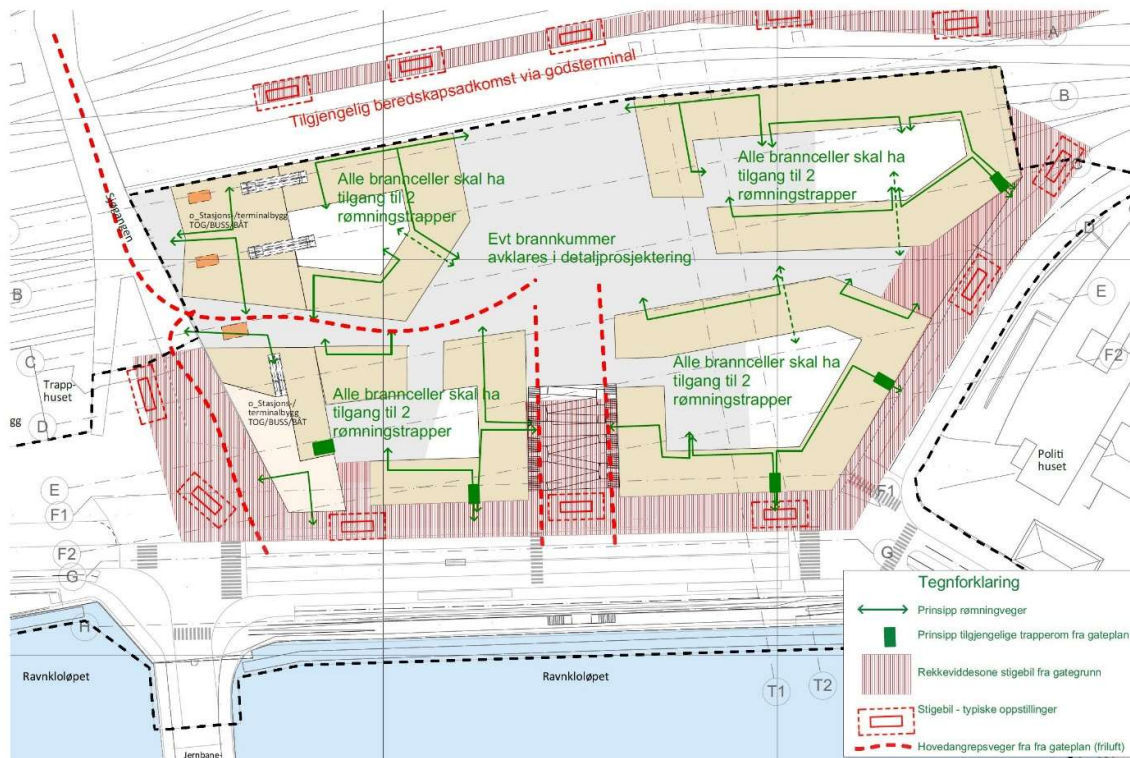 A
B
Tilgjengelig beredskapsadkomst via godsterminal
Sjøgangen
Alle brannceller skal ha
tilgang til 2
rømningstrapper
Alle brannceller skal ha
tilgang til 2
rømningstrapper
o_Stasjons-/terminalbygg
TOG/BUSS/BÅT
Evt brannkummer
avklares i detaljprosjektering
D
B
E
C
Trapp-
huset
gg
D
F2
Alle brannceller skal ha
tilgang til 2
rømningstrapper
Alle brannceller skal ha
tilgang til 2
rømningstrapper
o_Stasjons-/
terminalbygg
TOG/BUSS/BÅT
Politi
huset
E
F1
F1
F2
G
G
H
Ravnkloløpet
Ravnkloløpet
T1
T2
Jernbane-
Tegnforklaring
Prinsipp rømningveger
Prinsipp tilgjengelige trapperom fra gateplan
Rekkeviddesone stigebil fra gategrunn
Stigebil - typiske oppstillinger
Hovedangrepsveger fra fra gateplan (friluft)